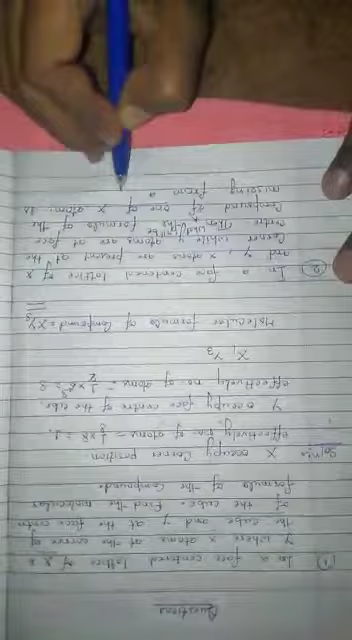 Questions
① In a face centered lattice of X &
Y where X atoms at the corner of
the cube and Y at the face centre
of the cube. Find the molecular
formula of the compound.
X occupy corner position
effectively no. of atoms = 1/8 x 8 = 1.
Y occupy face centre of the cube.
effectively no. of atoms = 1/2 x 6 = 3
X1 Y3
Molecular formula of compound = XY3
② In a face centered lattice of X
and Y, X atoms are present at the
corner while Y atoms are at face
centre Then what will be the formula of the
compound if one of X atom is
missing from a